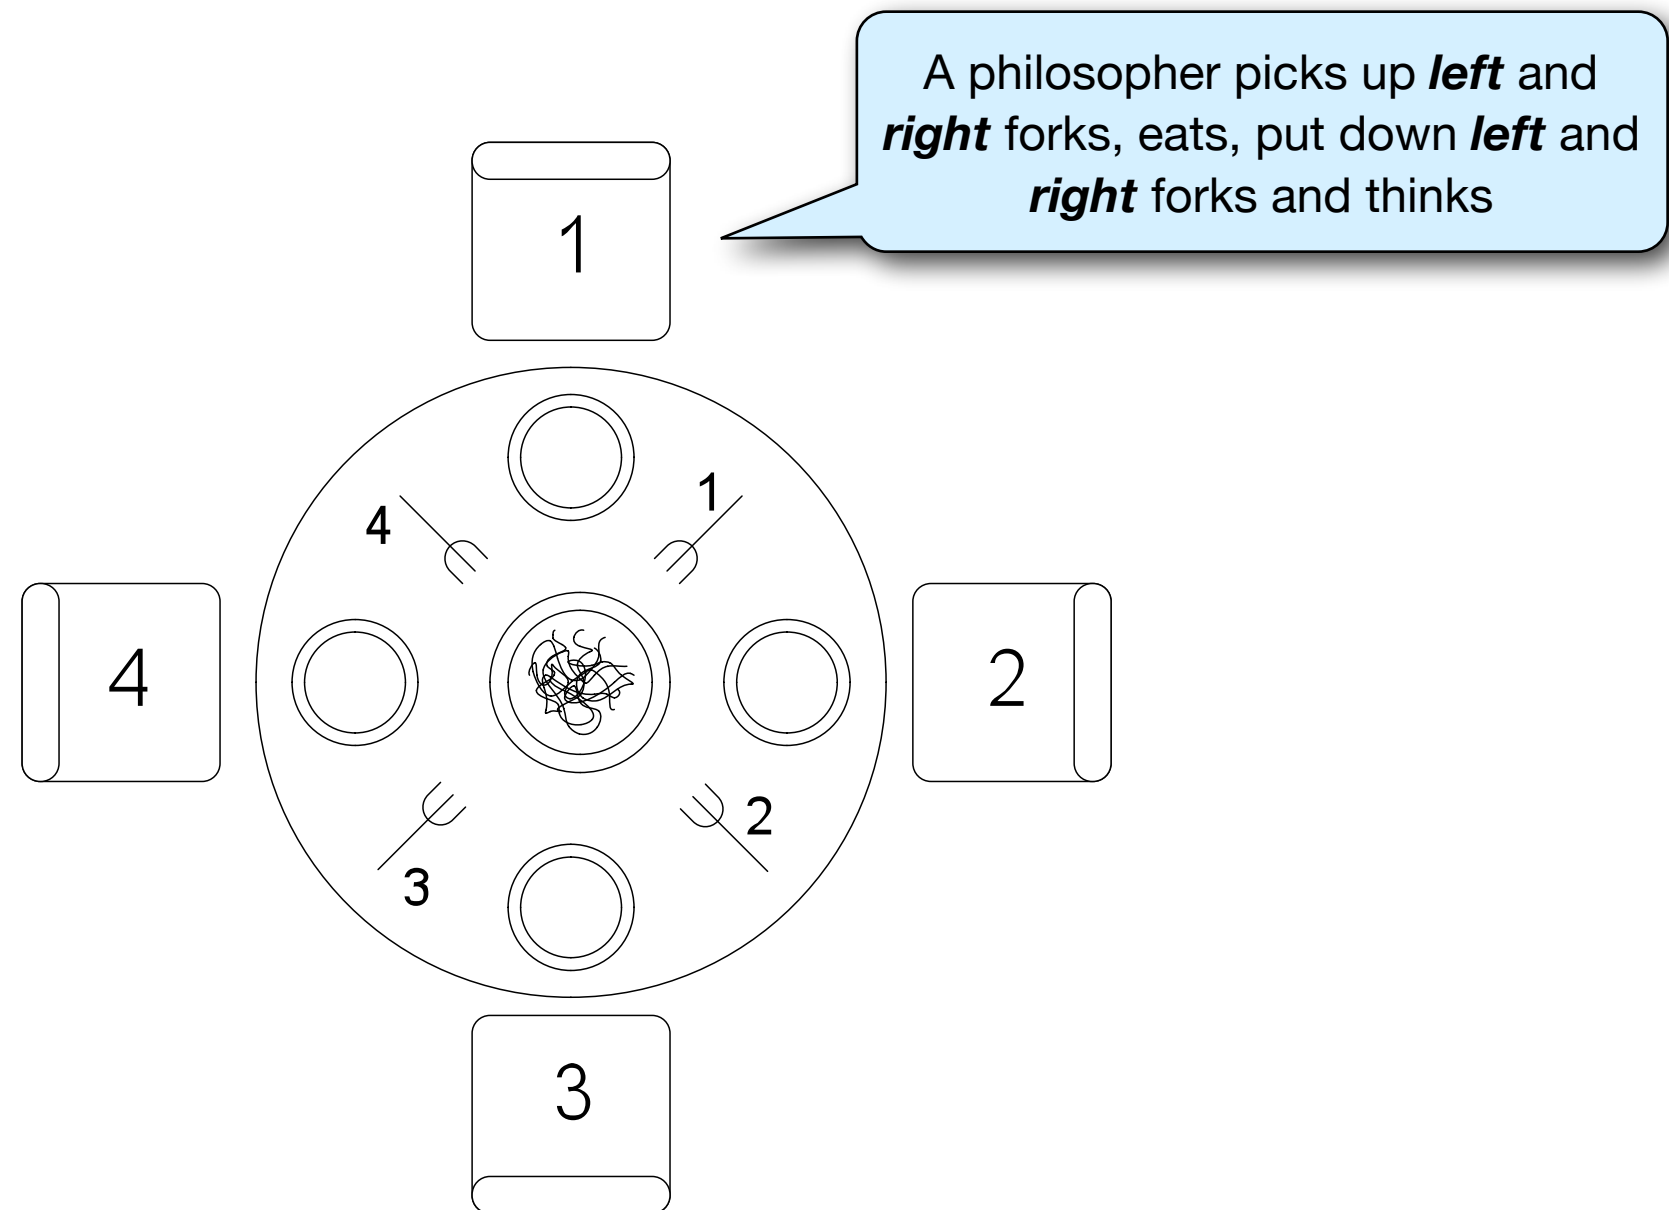 A philosopher picks up left and
right forks, eats, put down left and
right forks and thinks
1
4
1
4
2
2
3
3